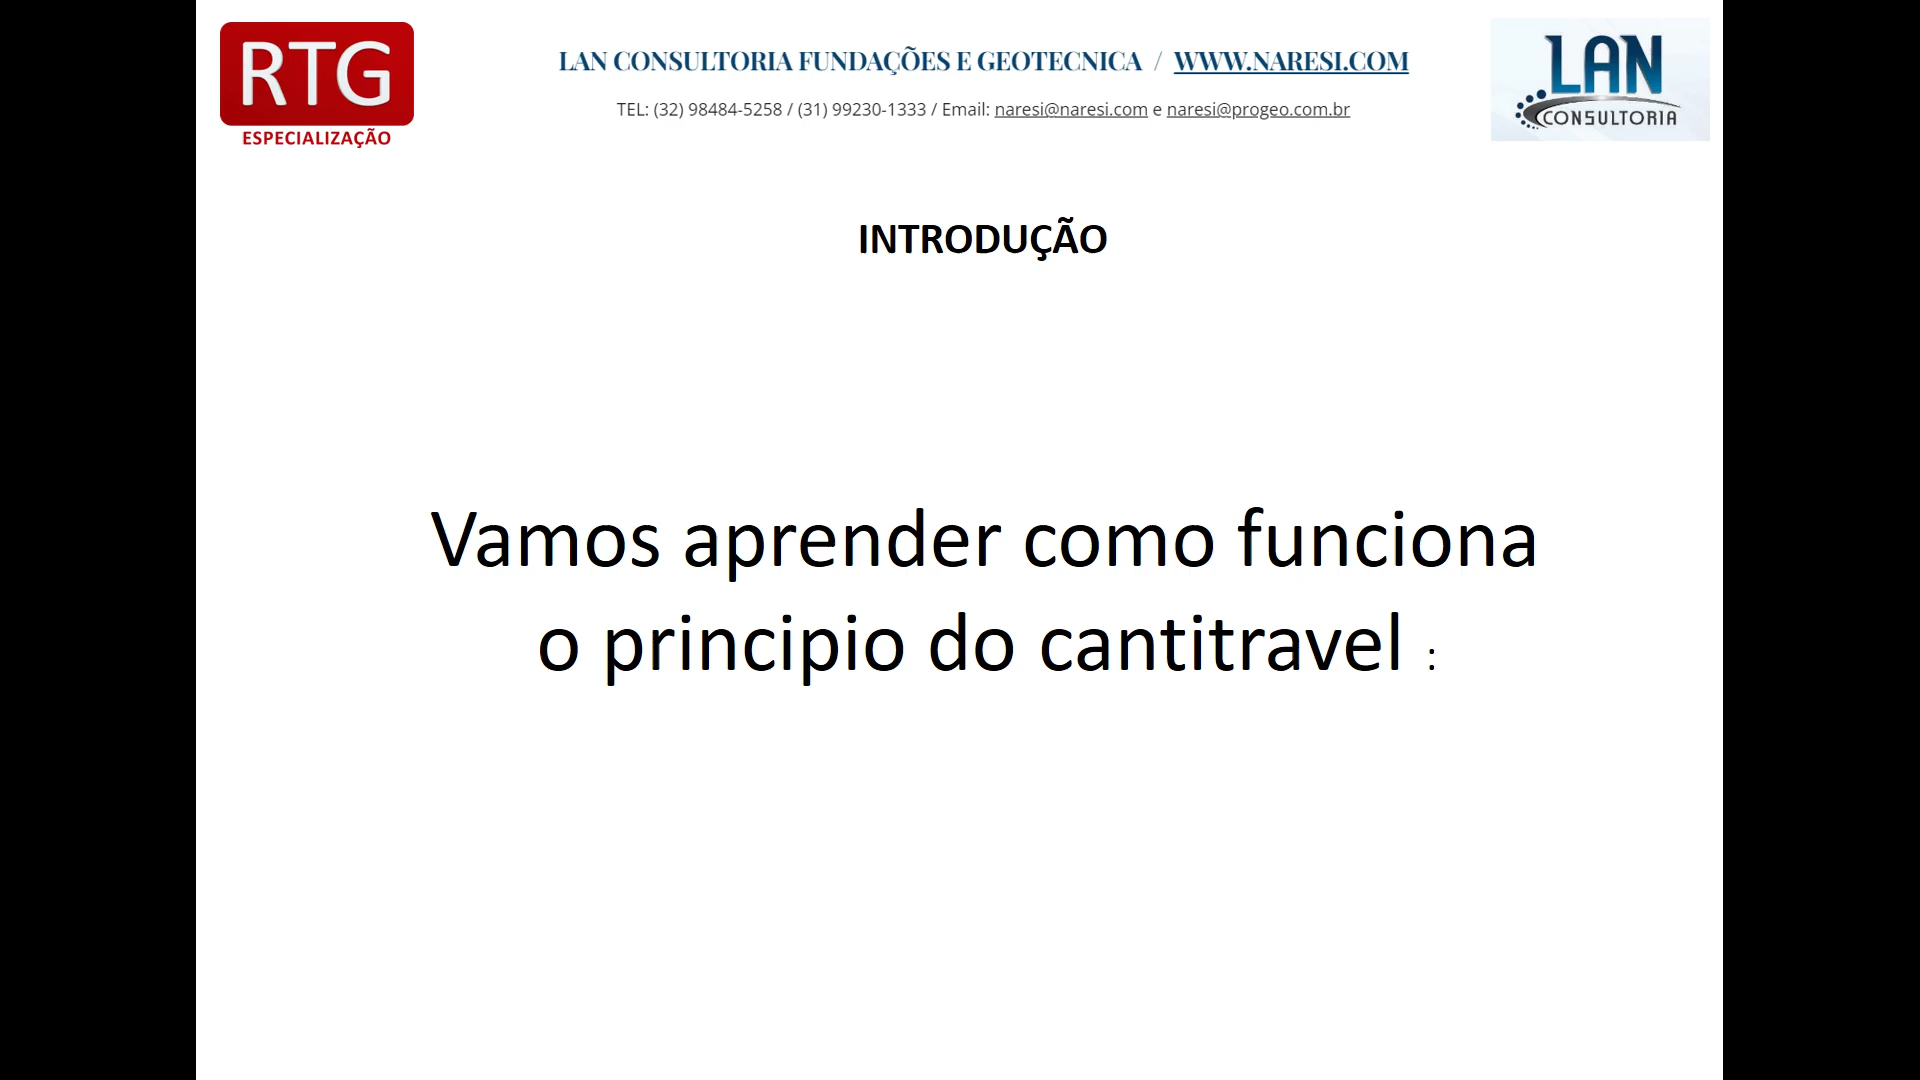 RTG
ESPECIALIZAÇÃO
LAN CONSULTORIA FUNDAÇÕES E GEOTECNICA / WWW.NARESI.COM
TEL: (32) 98484-5258 / (31) 99230-1333 / Email: naresi@naresi.com e naresi@progeo.com.br
LAN
CONSULTORIA
INTRODUÇÃO
Vamos aprender como funciona
o principio do cantitravel :